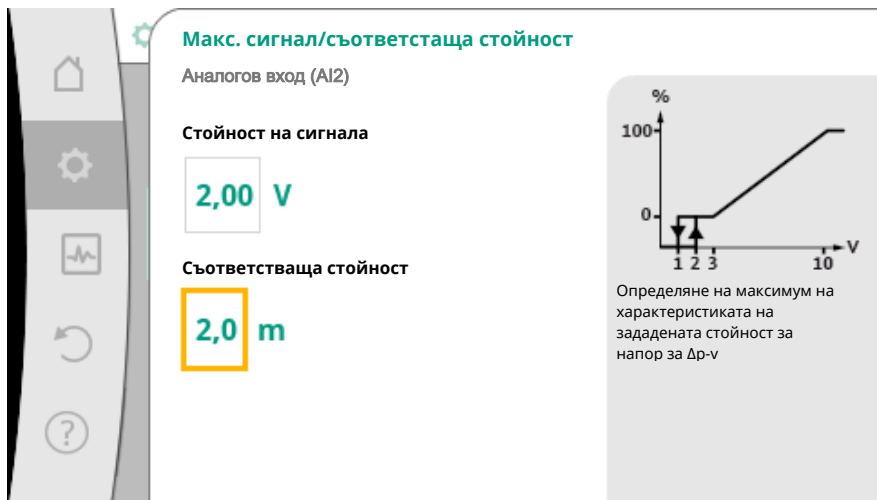 Макс. сигнал/съответстаща стойност
Аналогов вход (AI2)
Стойност на сигнала
2,00 V
Съответстваща стойност
2,0 m
%
100
0
1 2 3 10 V
Определяне на максимум на
характеристиката на
зададената стойност за
напор за Δp-v
?